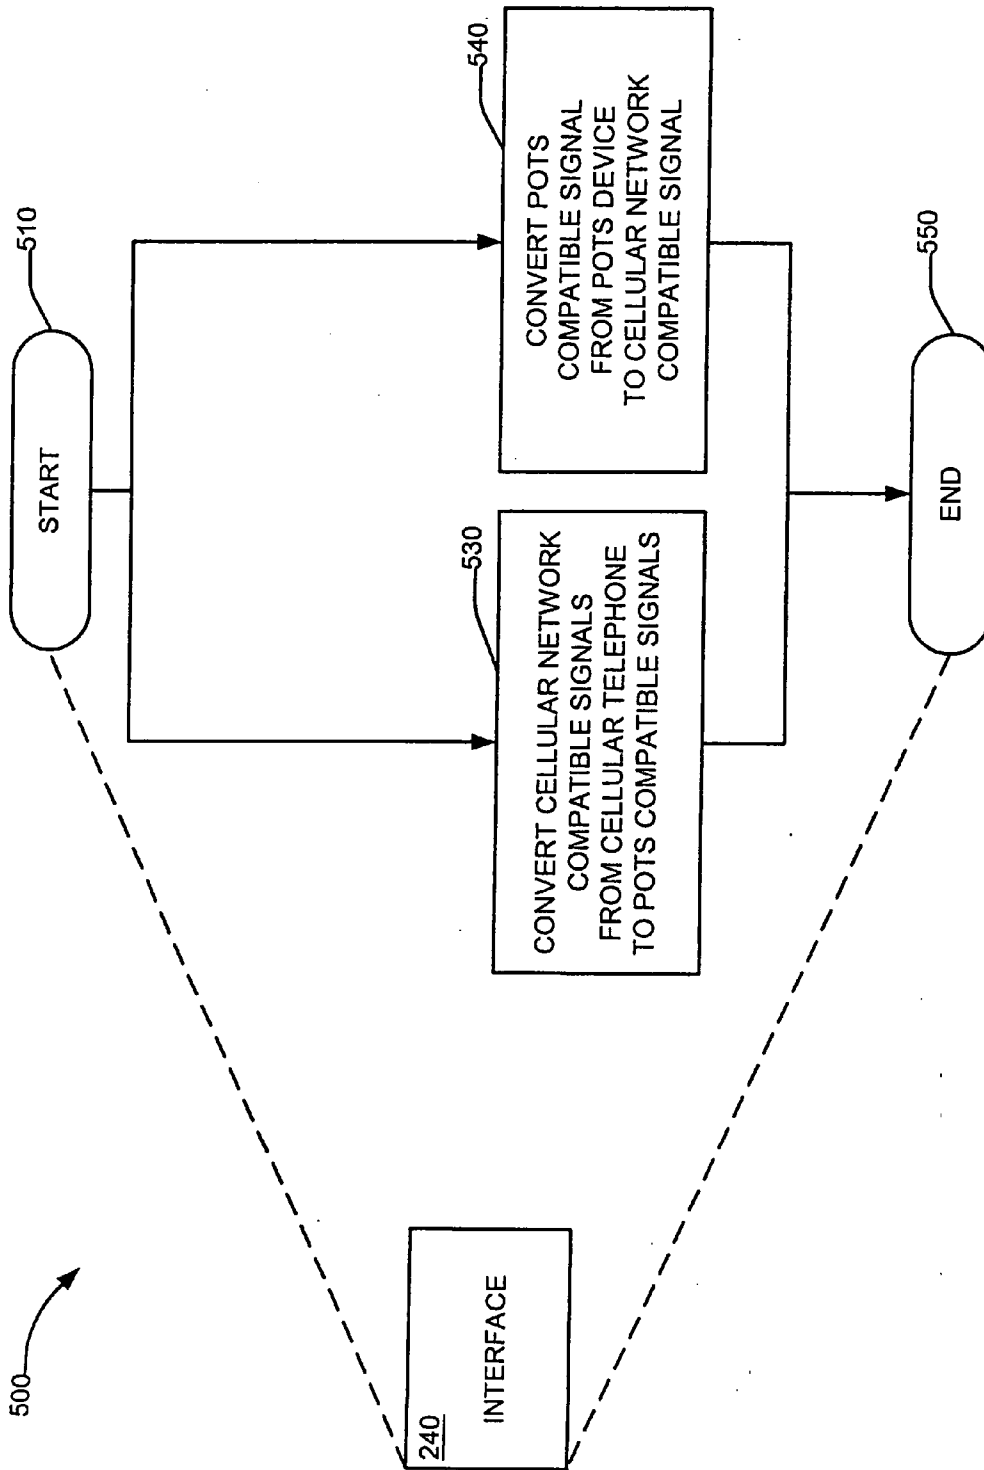 500
510
START
540
CONVERT POTS
COMPATIBLE SIGNAL
FROM POTS DEVICE
TO CELLULAR NETWORK
COMPATIBLE SIGNAL
530
CONVERT CELLULAR NETWORK
COMPATIBLE SIGNALS
FROM CELLULAR TELEPHONE
TO POTS COMPATIBLE SIGNALS
240
INTERFACE
550
END